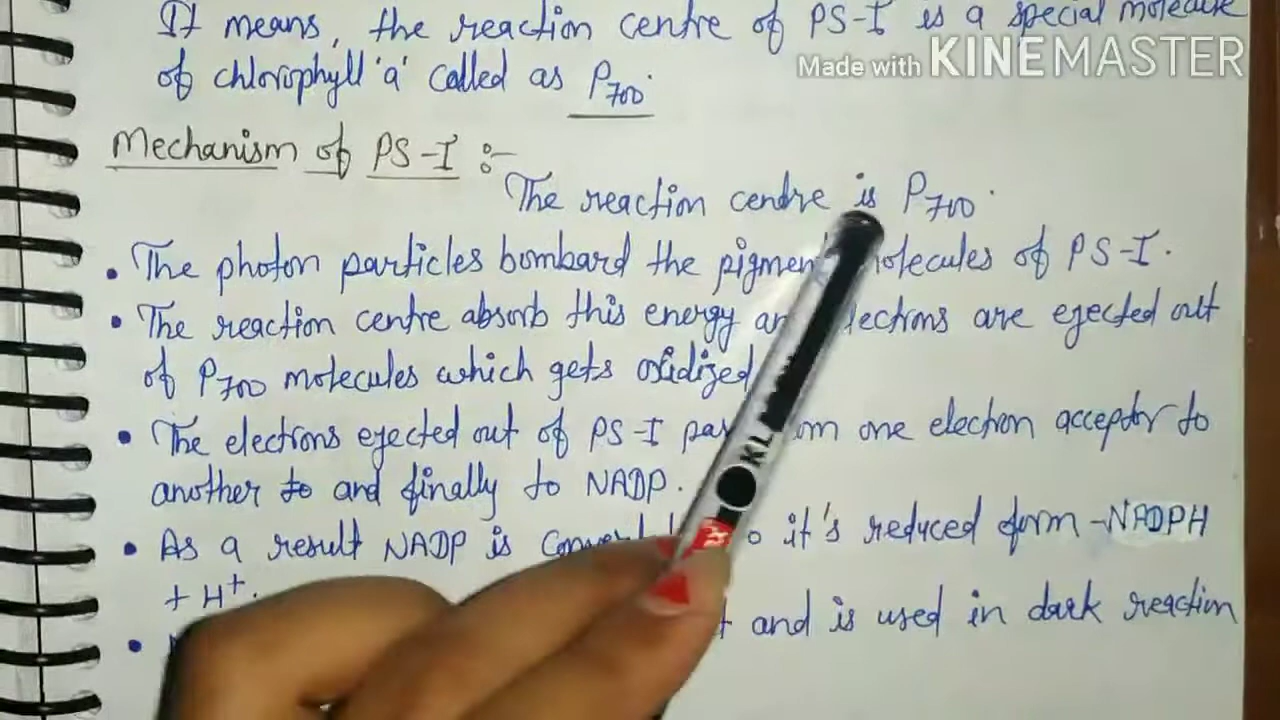 It means, the reaction centre of PS-I is a special molecule
Made with KINEMASTER
of chlorophyll 'a' called as P700.
Mechanism of PS-I :-
The reaction centre is P700.
• The photon particles bombard the pigment molecules of PS-I.
• The reaction centre absorb this energy and electrons are ejected out
of P700 molecules which gets oxidized
• The electrons ejected out of PS-I from one electron acceptor to
another to and finally to NADP.
• As a result NADP is it's reduced form -NADPH
+ H+.
• and is used in dark reaction
KL